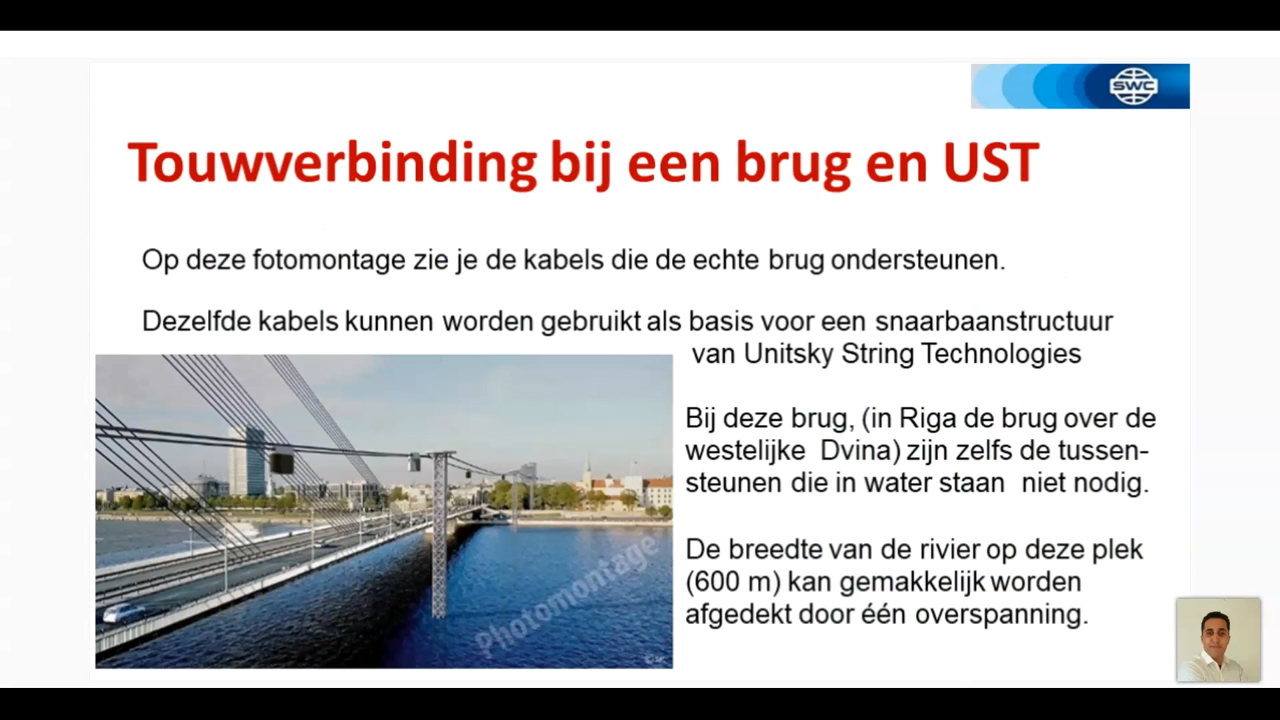 SWC
Touwverbinding bij een brug en UST
Op deze fotomontage zie je de kabels die de echte brug ondersteunen.
Dezelfde kabels kunnen worden gebruikt als basis voor een snaarbaanstructuur
van Unitsky String Technologies
Bij deze brug, (in Riga de brug over de
westelijke Dvina) zijn zelfs de tussen-
steunen die in water staan niet nodig.
De breedte van de rivier op deze plek
(600 m) kan gemakkelijk worden
afgedekt door één overspanning.
Photomontage